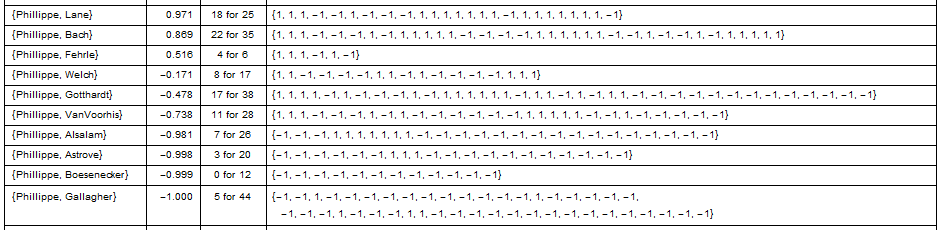 {Phillippe, Lane} 0.971 18 for 25 {1, 1, 1, −1, −1, 1, −1, −1, −1, 1, 1, 1, 1, 1, 1, 1, −1, 1, 1, 1, 1, 1, 1, 1, −1}
{Phillippe, Bach} 0.869 22 for 35 {1, 1, 1, −1, −1, 1, −1, 1, 1, 1, 1, 1, −1, −1, −1, −1, 1, 1, 1, 1, 1, 1, 1, −1, −1, 1, −1, −1, 1, −1, 1, 1, 1, 1, 1}
{Phillippe, Fehrle} 0.516 4 for 6 {1, 1, 1, −1, 1, −1}
{Phillippe, Welch} −0.171 8 for 17 {1, 1, −1, −1, −1, 1, 1, −1, 1, −1, −1, −1, −1, 1, 1, 1}
{Phillippe, Gotthardt} −0.478 17 for 38 {1, 1, 1, 1, −1, 1, −1, −1, −1, 1, −1, 1, 1, 1, 1, 1, 1, −1, 1, 1, −1, 1, −1, 1, 1, −1, −1, −1, −1, −1, −1, −1, −1, −1, −1, −1, −1, −1}
{Phillippe, VanVoorhis} −0.738 11 for 28 {1, 1, 1, 1, −1, −1, 1, −1, −1, −1, −1, −1, −1, −1, −1, 1, 1, 1, 1, 1, −1, −1, 1, −1, −1, −1, −1, −1}
{Phillippe, Alsalam} −0.981 7 for 26 {−1, −1, −1, 1, 1, 1, 1, 1, 1, 1, −1, −1, −1, −1, −1, −1, −1, −1, −1, −1, −1, −1, −1, −1, −1, −1}
{Phillippe, Astrove} −0.998 3 for 20 {−1, −1, −1, −1, −1, −1, 1, 1, 1, −1, −1, −1, −1, −1, −1, −1, −1, −1, −1, −1}
{Phillippe, Boesenecker} −0.999 0 for 12 {−1, −1, −1, −1, −1, −1, −1, −1, −1, −1, −1, −1}
{Phillippe, Gallagher} −1.000 5 for 44 {−1, −1, 1, −1, −1, −1, −1, −1, −1, −1, −1, −1, −1, −1, 1, −1, −1, −1, −1, −1,
−1, −1, −1, 1, −1, −1, −1, 1, 1, −1, −1, −1, −1, −1, −1, −1, −1, −1, −1, −1, −1, −1, −1, −1}